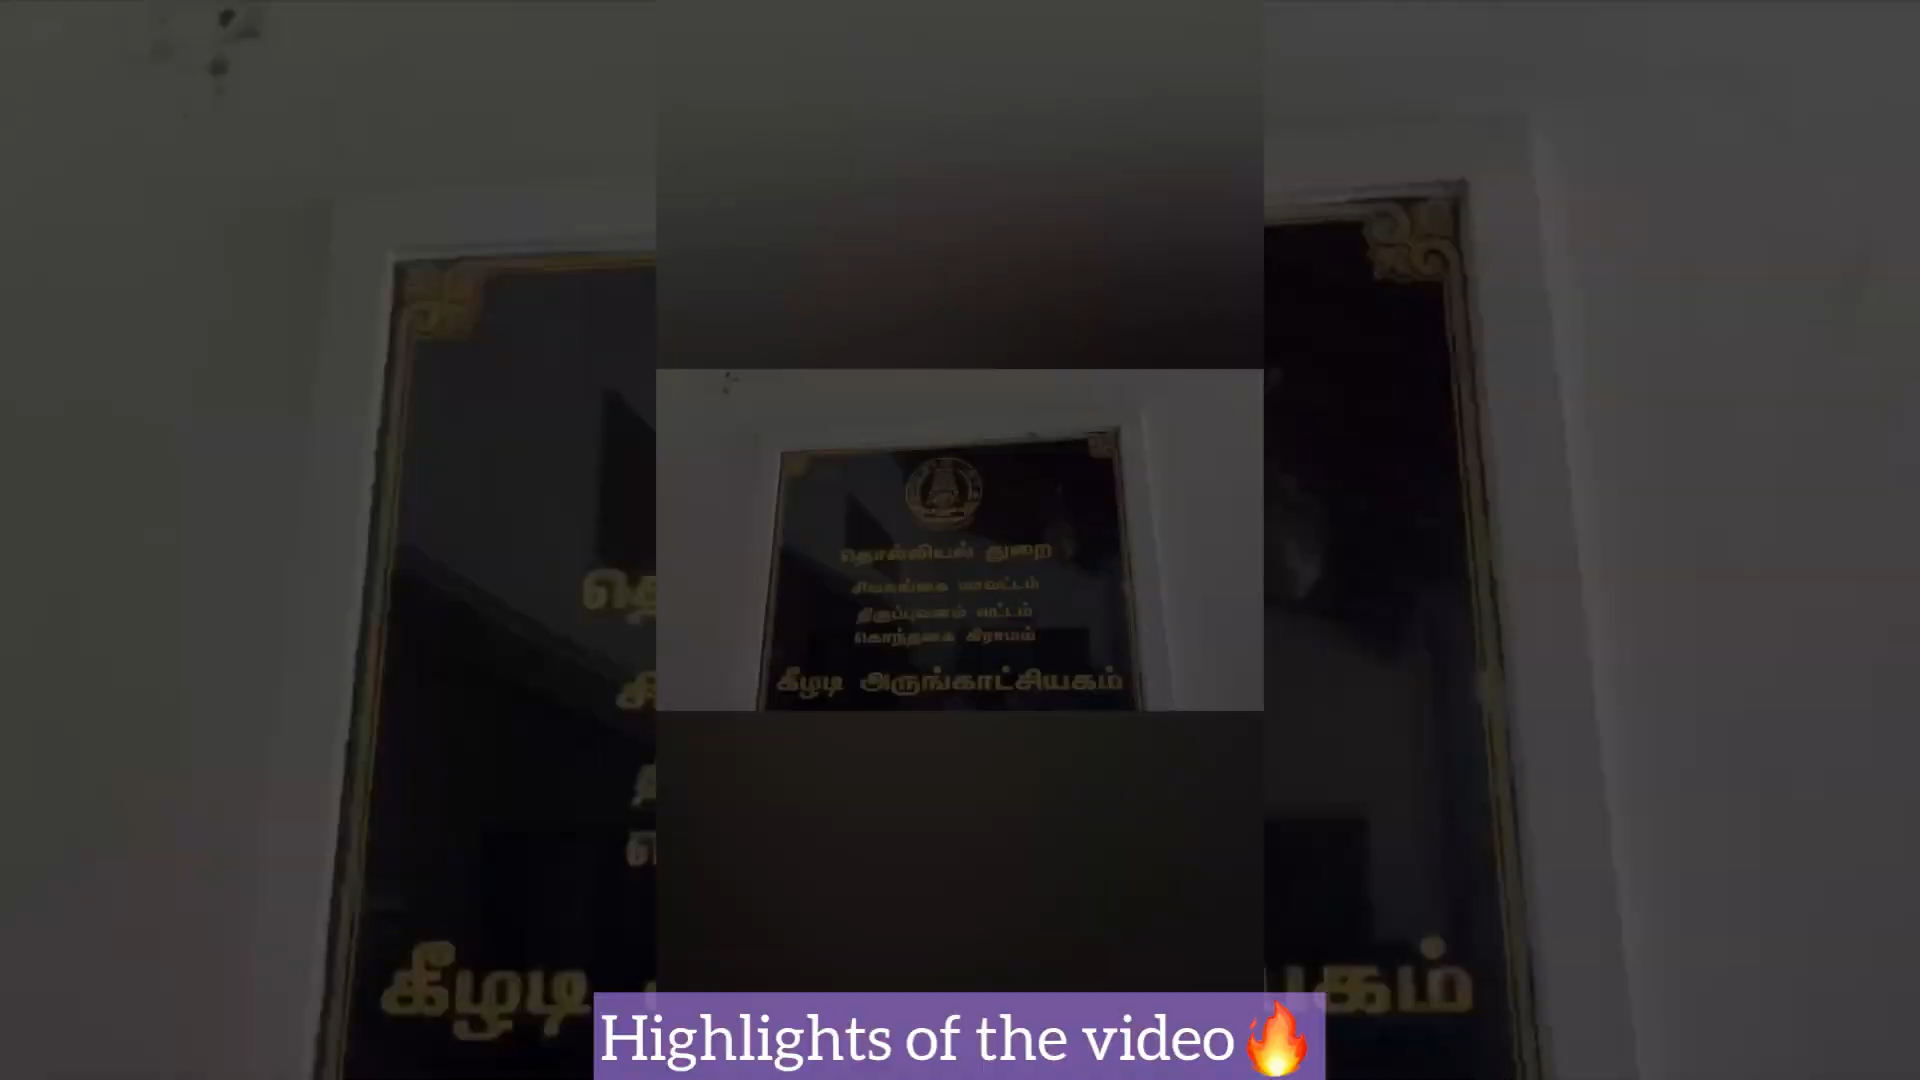 தொல்லியல் துறை
சிவகங்கை மாவட்டம்
திருப்புவனம் வட்டம்
கொந்தகை கிராமம்
கீழடி அருங்காட்சியகம்
Highlights of the video🔥